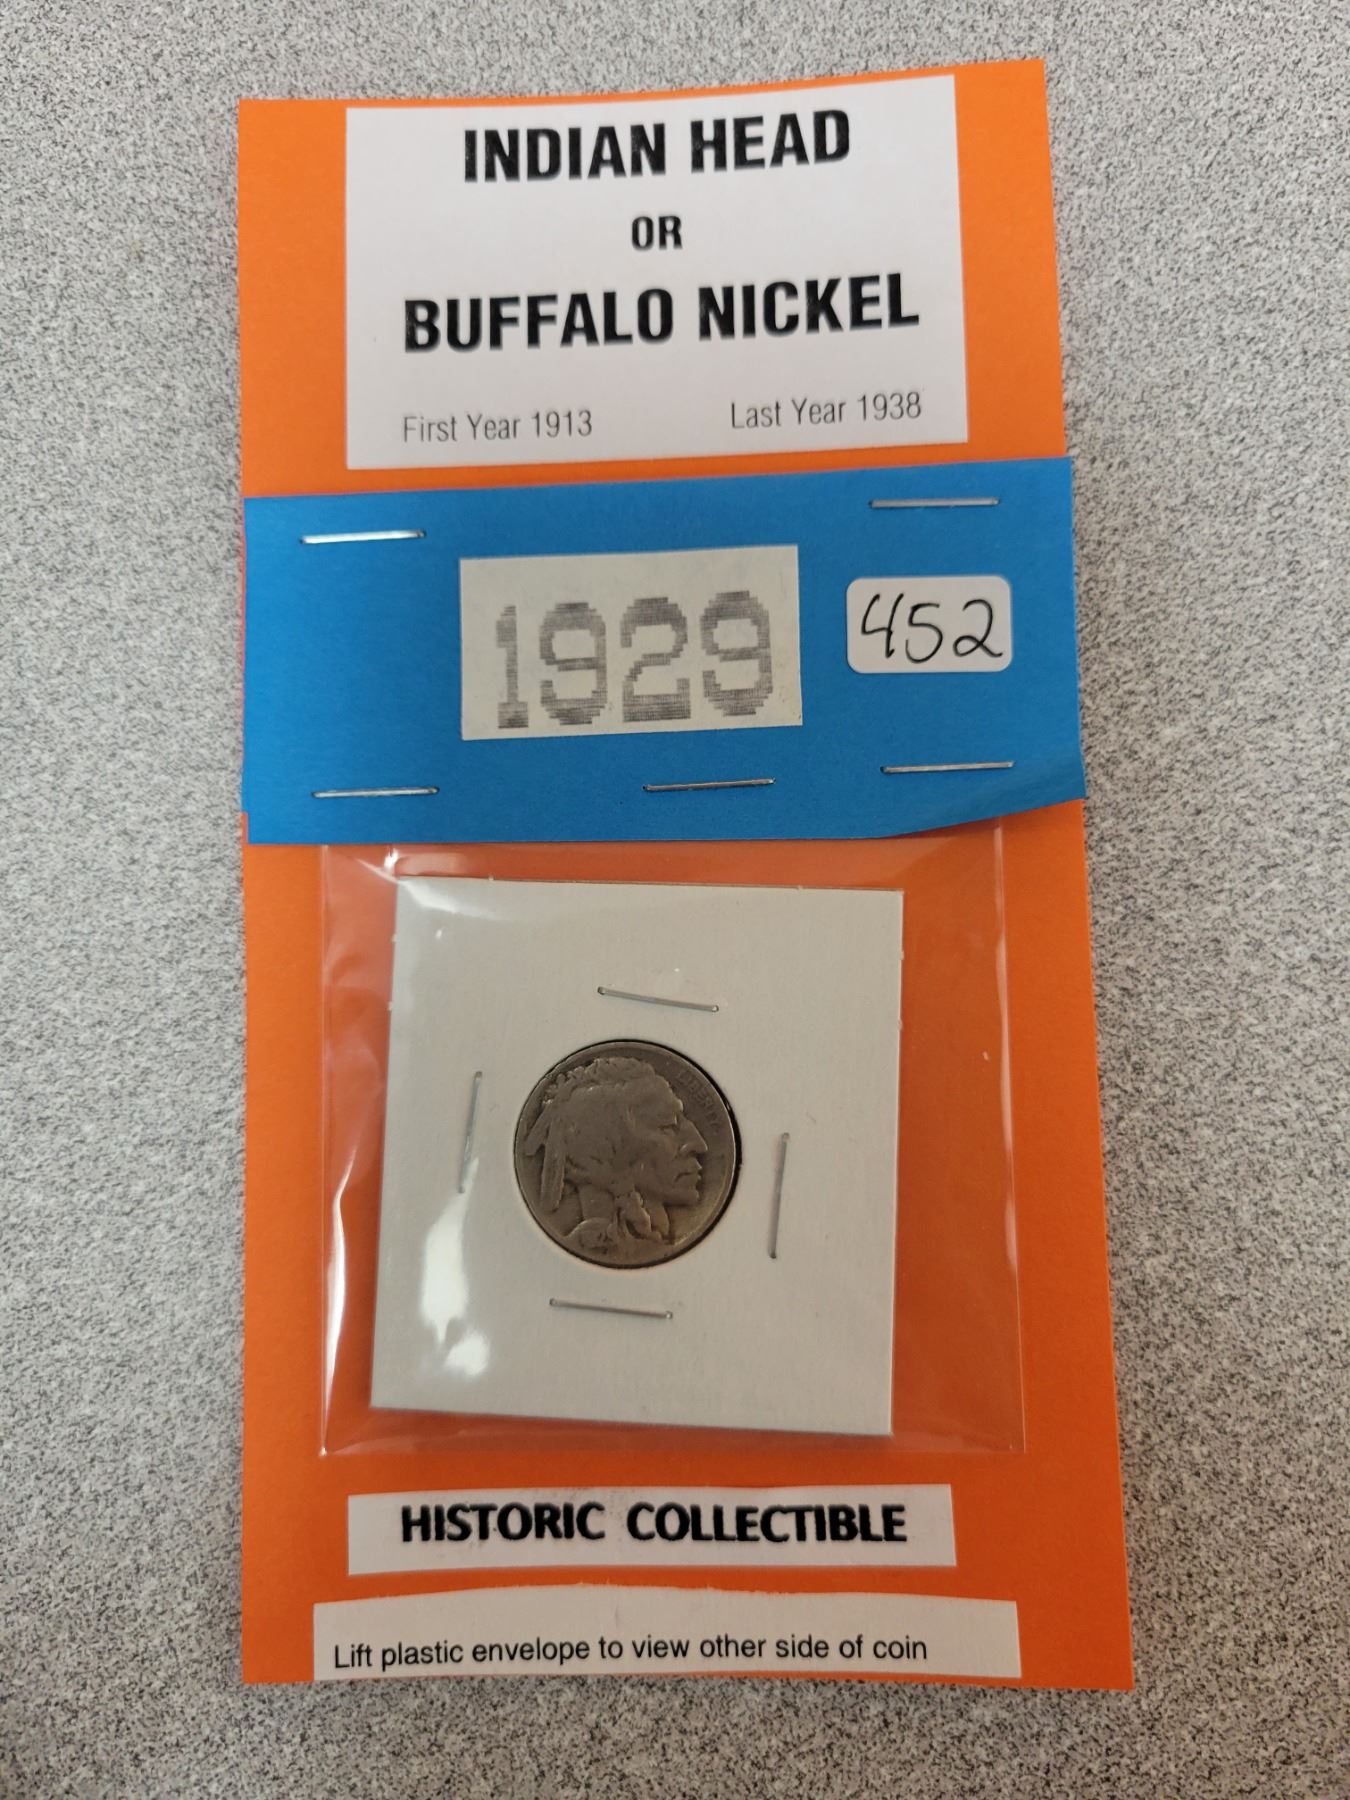 INDIAN HEAD
OR
BUFFALO NICKEL
First Year 1913 Last Year 1938
1929 452
LIBERTY
HISTORIC COLLECTIBLE
Lift plastic envelope to view other side of coin